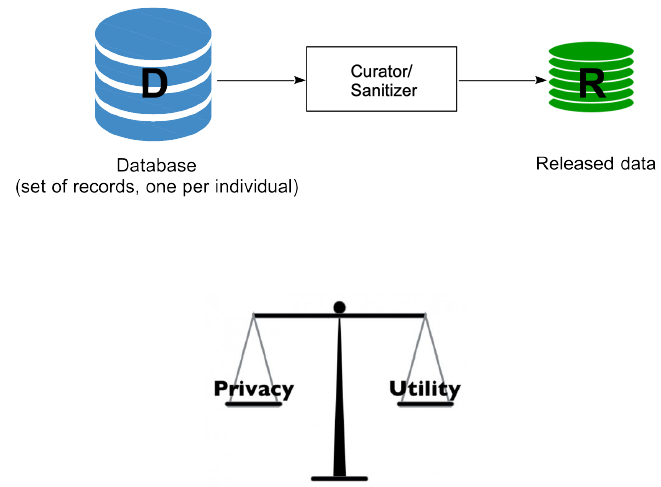 D
Curator/
Sanitizer
R
Database
(set of records, one per individual)
Released data
Privacy
Utility